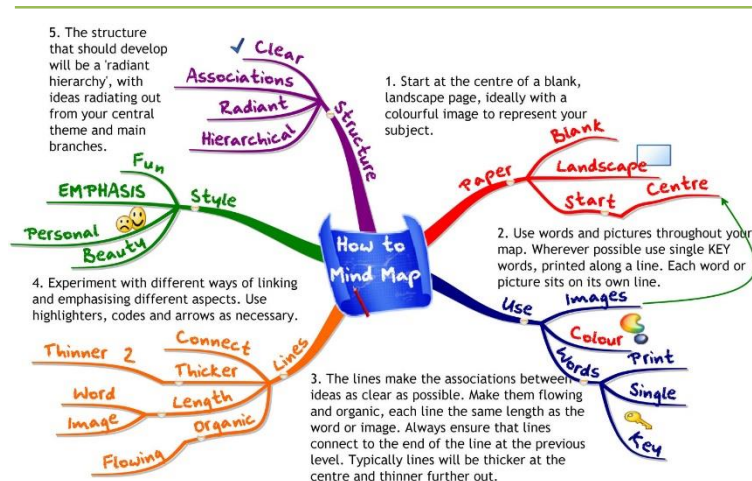 5. The structure
that should develop
will be a 'radiant
hierarchy', with
ideas radiating out
from your central
theme and main
branches.
Clear
Associations
Radiant
Hierarchical
Structure
1. Start at the centre of a blank,
landscape page, ideally with a
colourful image to represent your
subject.
Blank
Landscape
Start
Centre
Paper
Fun
EMPHASIS
Personal
Beauty
Style
How to
Mind Map
2. Use words and pictures throughout your
map. Wherever possible use single KEY
words, printed along a line. Each word or
picture sits on its own line.
Use
Images
Colour
Words
Print
Single
Key
4. Experiment with different ways of linking
and emphasising different aspects. Use
highlighters, codes and arrows as necessary.
Lines
Connect
Thinner 2
Thicker
Word
Image
Length
Organic
Flowing
3. The lines make the associations between
ideas as clear as possible. Make them flowing
and organic, each line the same length as the
word or image. Always ensure that lines
connect to the end of the line at the previous
level. Typically lines will be thicker at the
centre and thinner further out.